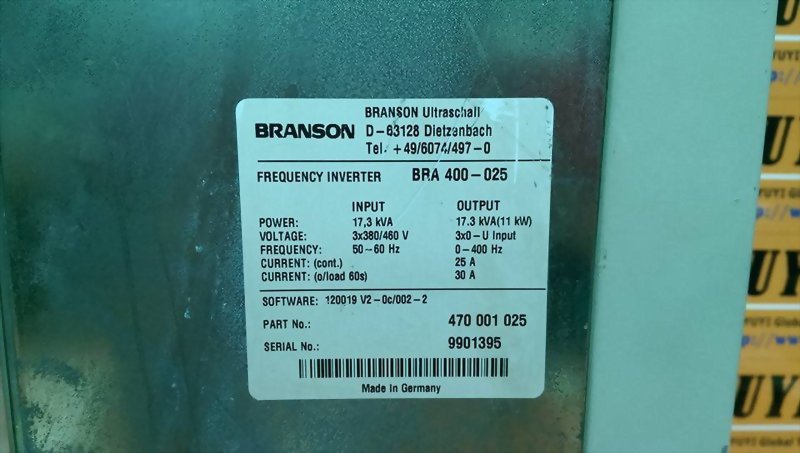 BRANSON Ultraschall
BRANSON D-63128 Dietzenbach
Tel. +49/6074/497-0
FREQUENCY INVERTER BRA 400-025
INPUT OUTPUT
POWER: 17,3 kVA 17.3 kVA(11 kW)
VOLTAGE: 3x380/460 V 3x0-U Input
FREQUENCY: 50-60 Hz 0-400 Hz
CURRENT: (cont.) 25 A
CURRENT: (o/load 60s) 30 A
SOFTWARE: 120019 V2-0c/002-2
PART No.: 470 001 025
SERIAL No.: 9901395
Made in Germany
YUYI Global